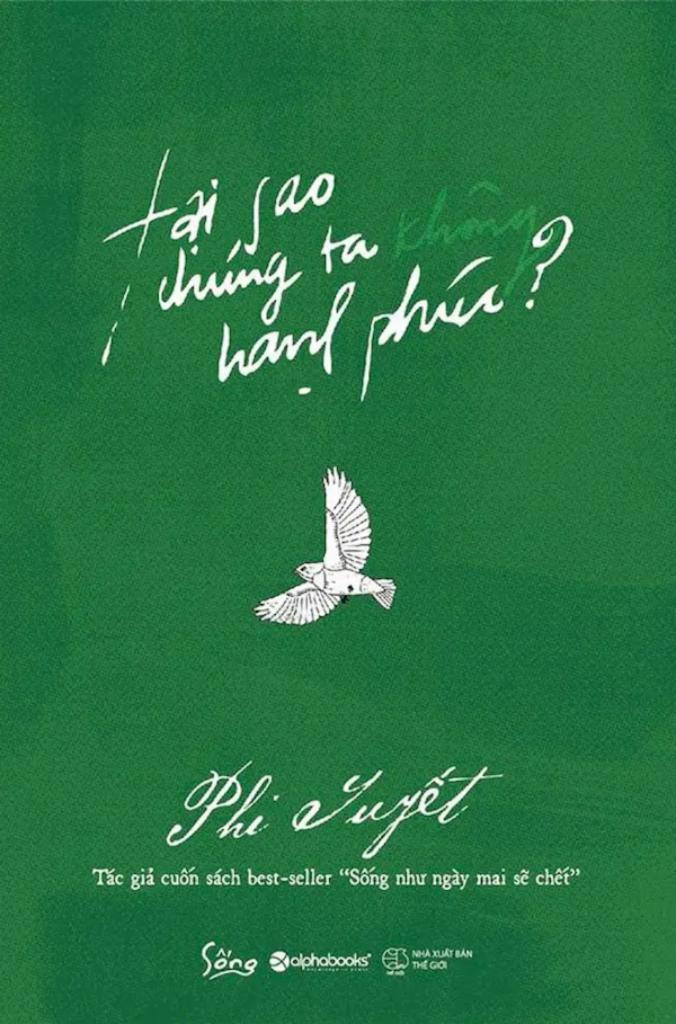 tại sao
chúng ta không
hạnh phúc?
Phi Tuyết
Tác giả cuốn sách best-seller “Sống như ngày mai sẽ chết”
Sống
alphabooks®
NHÀ XUẤT BẢN
THẾ GIỚI